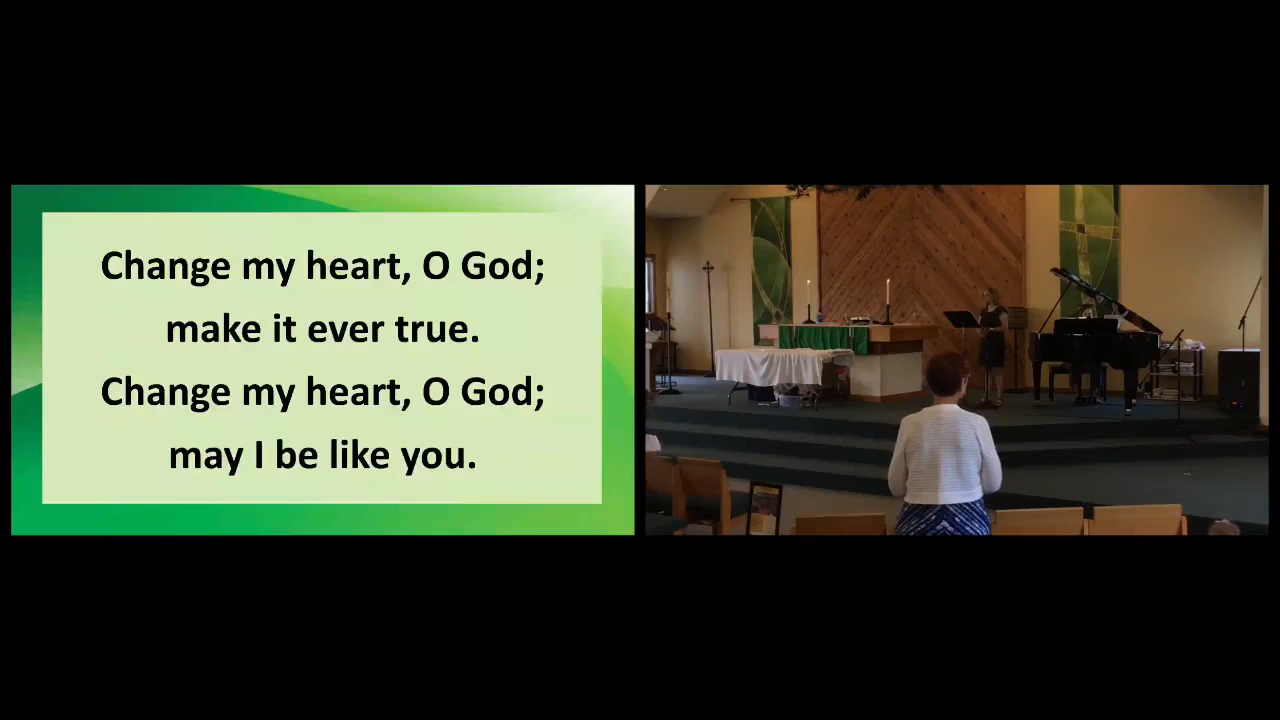 Change my heart, O God;
make it ever true.
Change my heart, O God;
may I be like you.